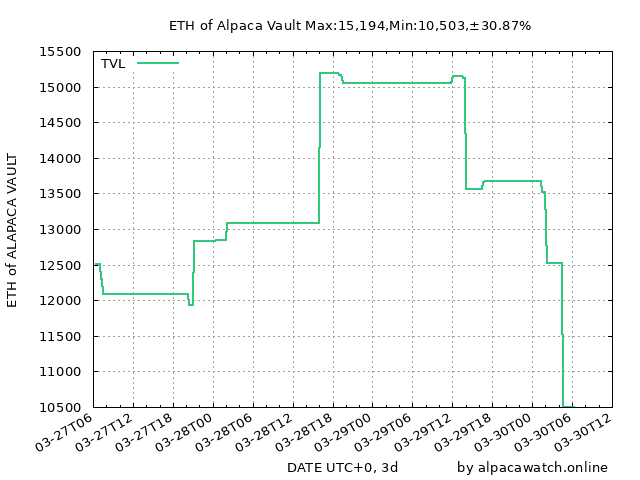 ETH of Alpaca Vault Max:15,194,Min:10,503,±30.87%
TVL
15500
15000
14500
14000
13500
13000
12500
12000
11500
11000
10500
ETH of ALAPACA VAULT
03-27T06
03-27T12
03-27T18
03-28T00
03-28T06
03-28T12
03-28T18
03-29T00
03-29T06
03-29T12
03-29T18
03-30T00
03-30T06
03-30T12
DATE UTC+0, 3d
by alpacawatch.online